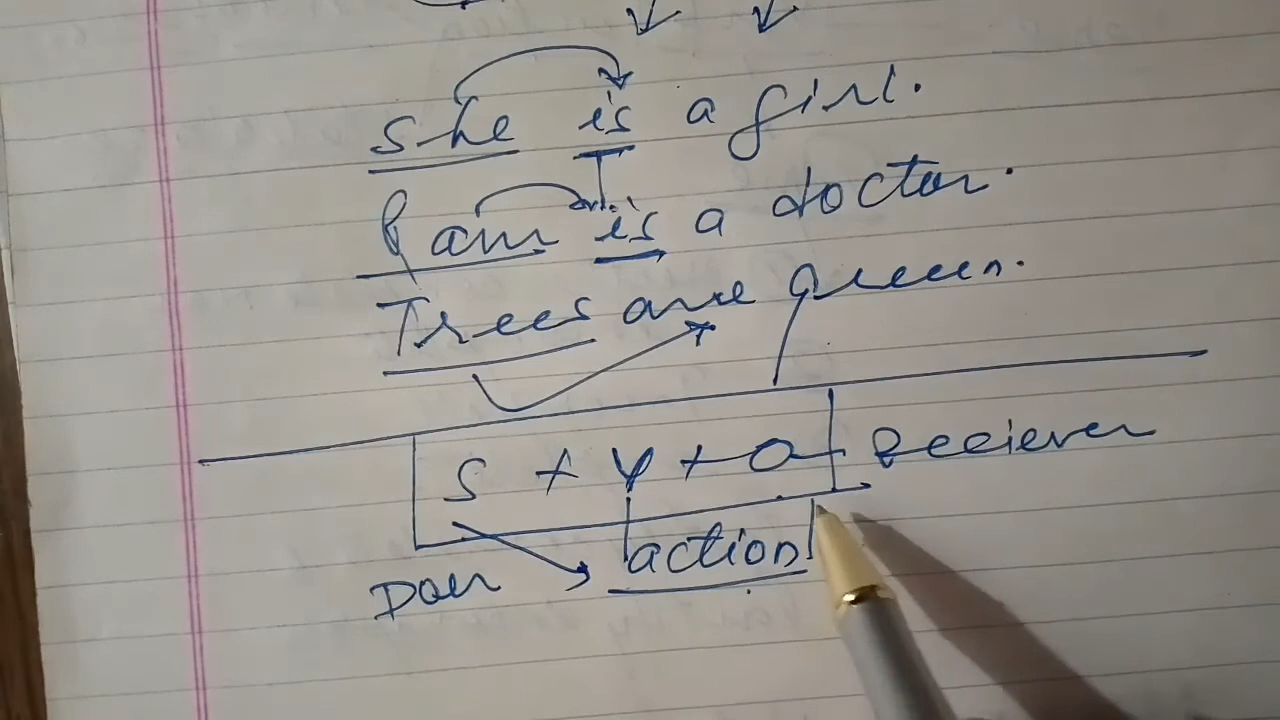 She is a girl.
Ram is a doctor.
Trees are green.
S + V + O Reciever
Doer action